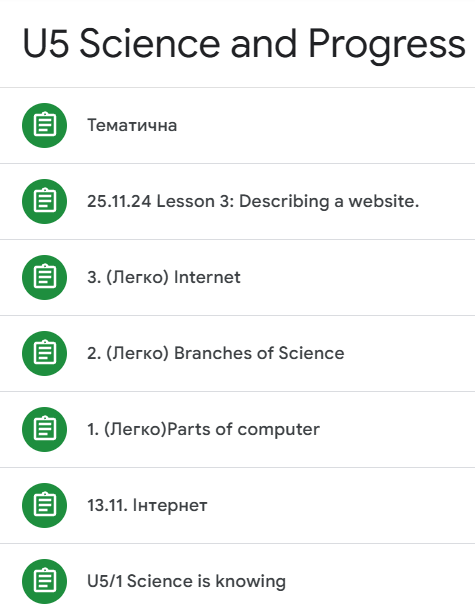 U5 Science and Progress
Тематична
25.11.24 Lesson 3: Describing a website.
3. (Легко) Internet
2. (Легко) Branches of Science
1. (Легко)Parts of computer
13.11. Інтернет
U5/1 Science is knowing